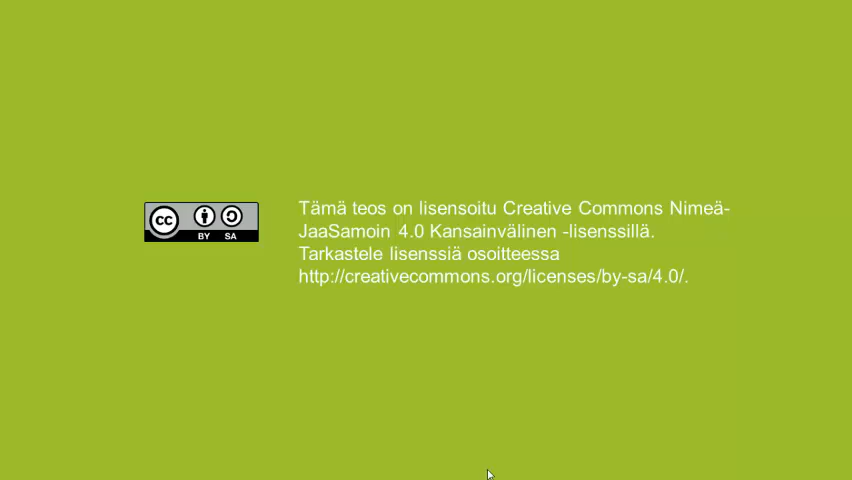 cc
BY SA
Tämä teos on lisensoitu Creative Commons Nimeä-
JaaSamoin 4.0 Kansainvälinen -lisenssillä.
Tarkastele lisenssiä osoitteessa
http://creativecommons.org/licenses/by-sa/4.0/.